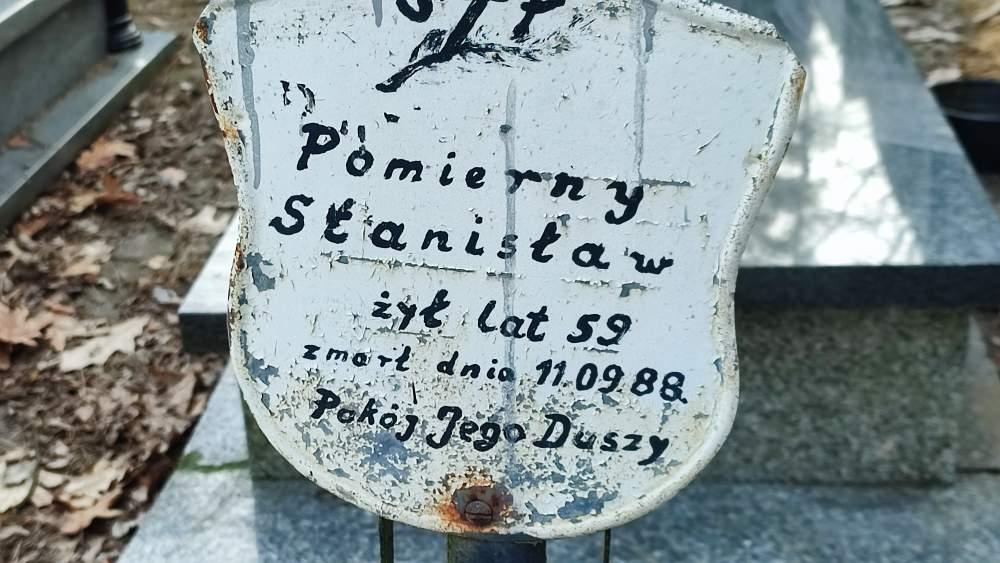 Pomierny
Stanisław
żył lat 59
zmarł dnia 11.09.88.
Pokój Jego Duszy